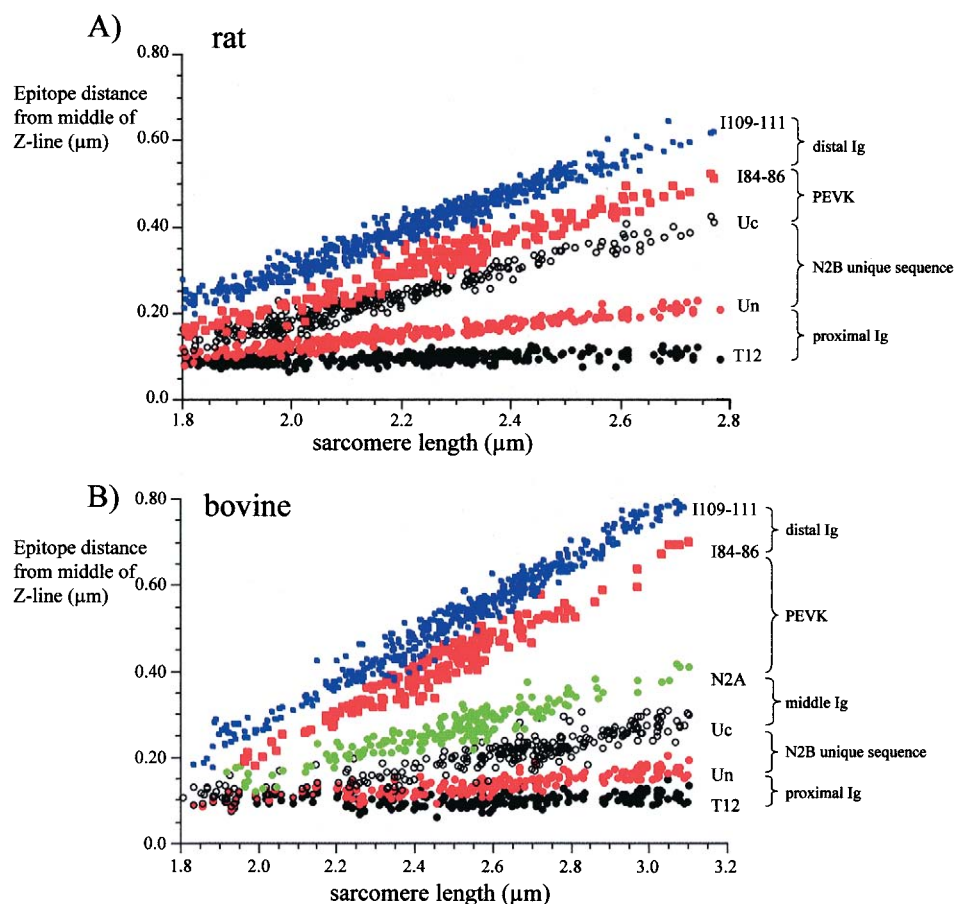 A) rat
0.80
Epitope distance
from middle of
Z-line (µm)
0.60
0.40
0.20
0.0
I109-111
distal Ig
I84-86
PEVK
Uc
N2B unique sequence
Un
proximal Ig
T12
1.8 2.0 2.2 2.4 2.6 2.8
sarcomere length (µm)
B) bovine
0.80
Epitope distance
from middle of
Z-line (µm)
0.60
0.40
0.20
0.0
I109-111
distal Ig
I84-86
PEVK
N2A
middle Ig
Uc
N2B unique sequence
Un
proximal Ig
T12
1.8 2.0 2.2 2.4 2.6 2.8 3.0 3.2
sarcomere length (µm)